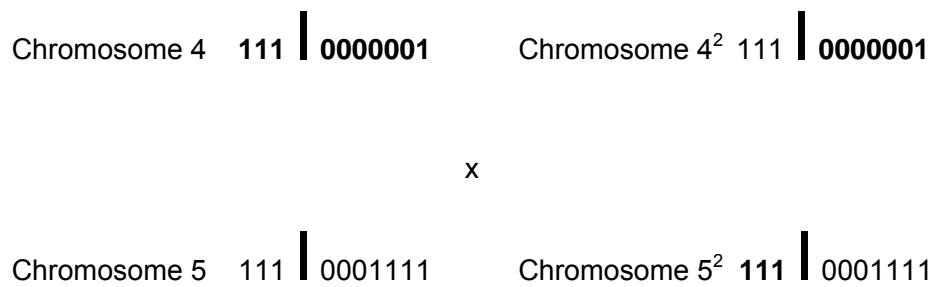 Chromosome 4 111 | 0000001 Chromosome 4² 111 | 0000001
x
Chromosome 5 111 | 0001111 Chromosome 5² 111 | 0001111